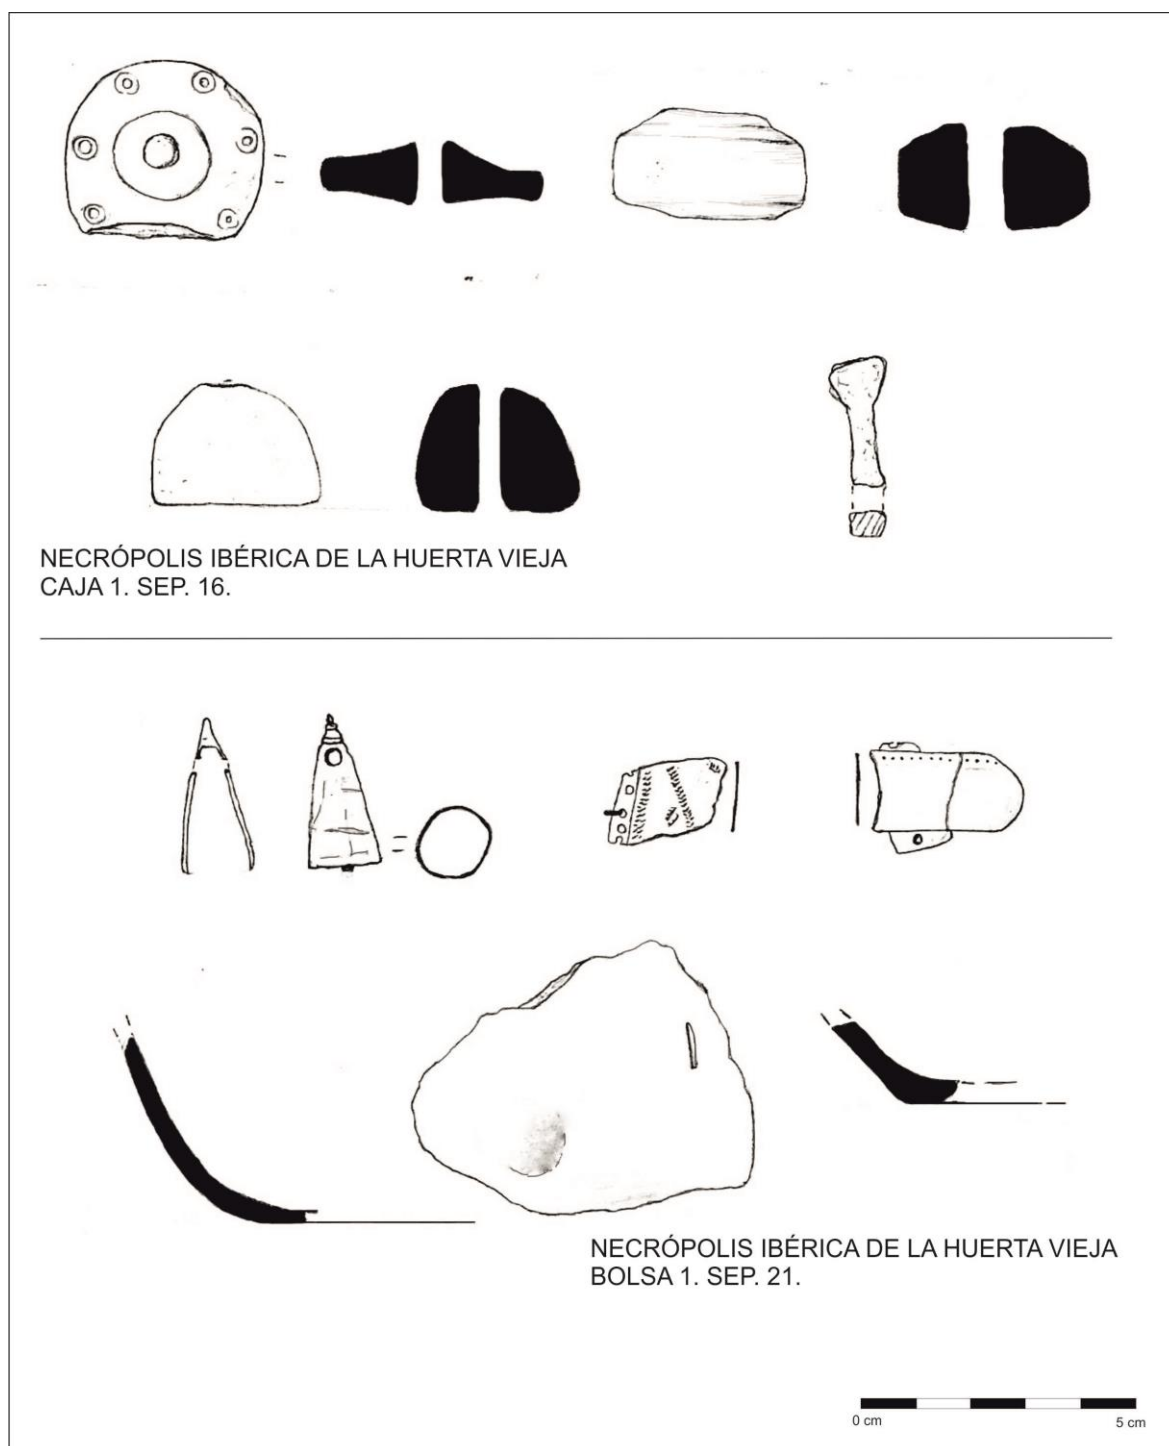 NECRÓPOLIS IBÉRICA DE LA HUERTA VIEJA
CAJA 1. SEP. 16.
NECRÓPOLIS IBÉRICA DE LA HUERTA VIEJA
BOLSA 1. SEP. 21.
0 cm 5 cm